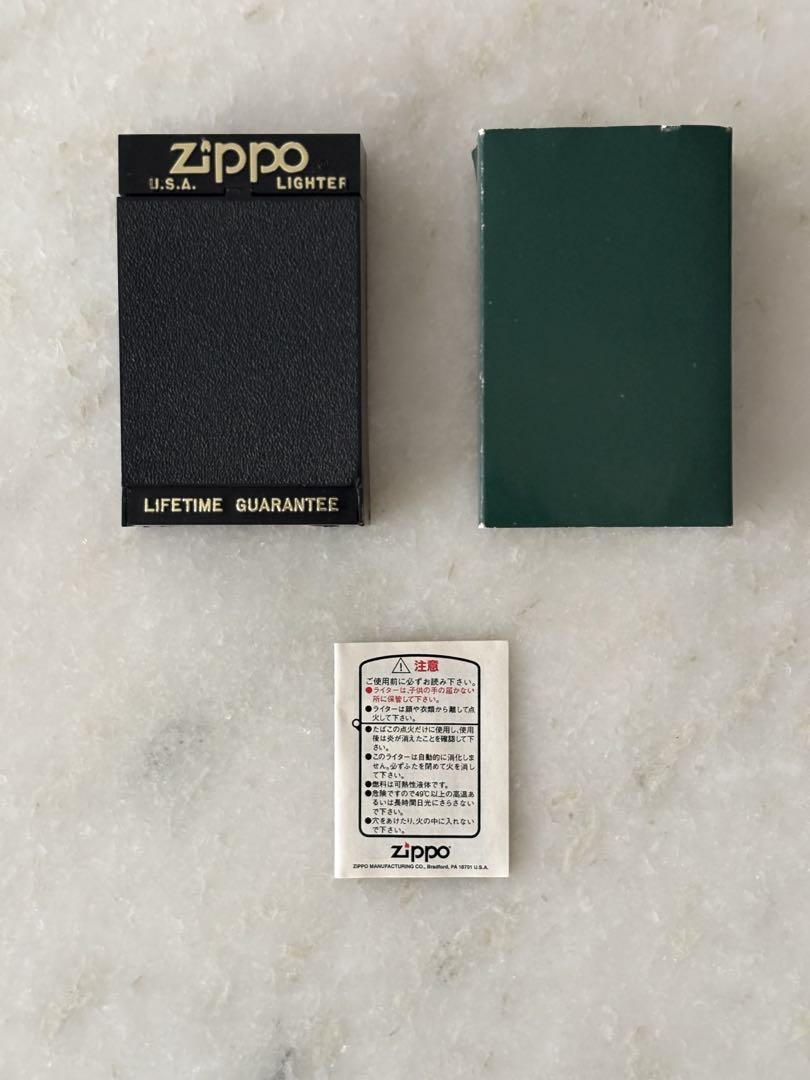 zippo
U.S.A. LIGHTER
LIFETIME GUARANTEE
注意
ご使用前に必ずお読み下さい。
●ライターは、子供の手の届かない
所に保管して下さい。
●ライターは顔や衣類から離して点
火して下さい。
●たばこの点火だけに使用し、使用
後は炎が消えたことを確認して下
さい。
●このライターは自動的に消化しま
せん。必ずふたを閉めて火を消し
て下さい。
●燃料は可熱性液体です。
●危険ですので49℃以上の高温あ
るいは長時間日光にさらさない
で下さい。
●穴をあけたり、火の中に入れない
で下さい。
zippo
ZIPPO MANUFACTURING CO., Bradford, PA 16701 U.S.A.